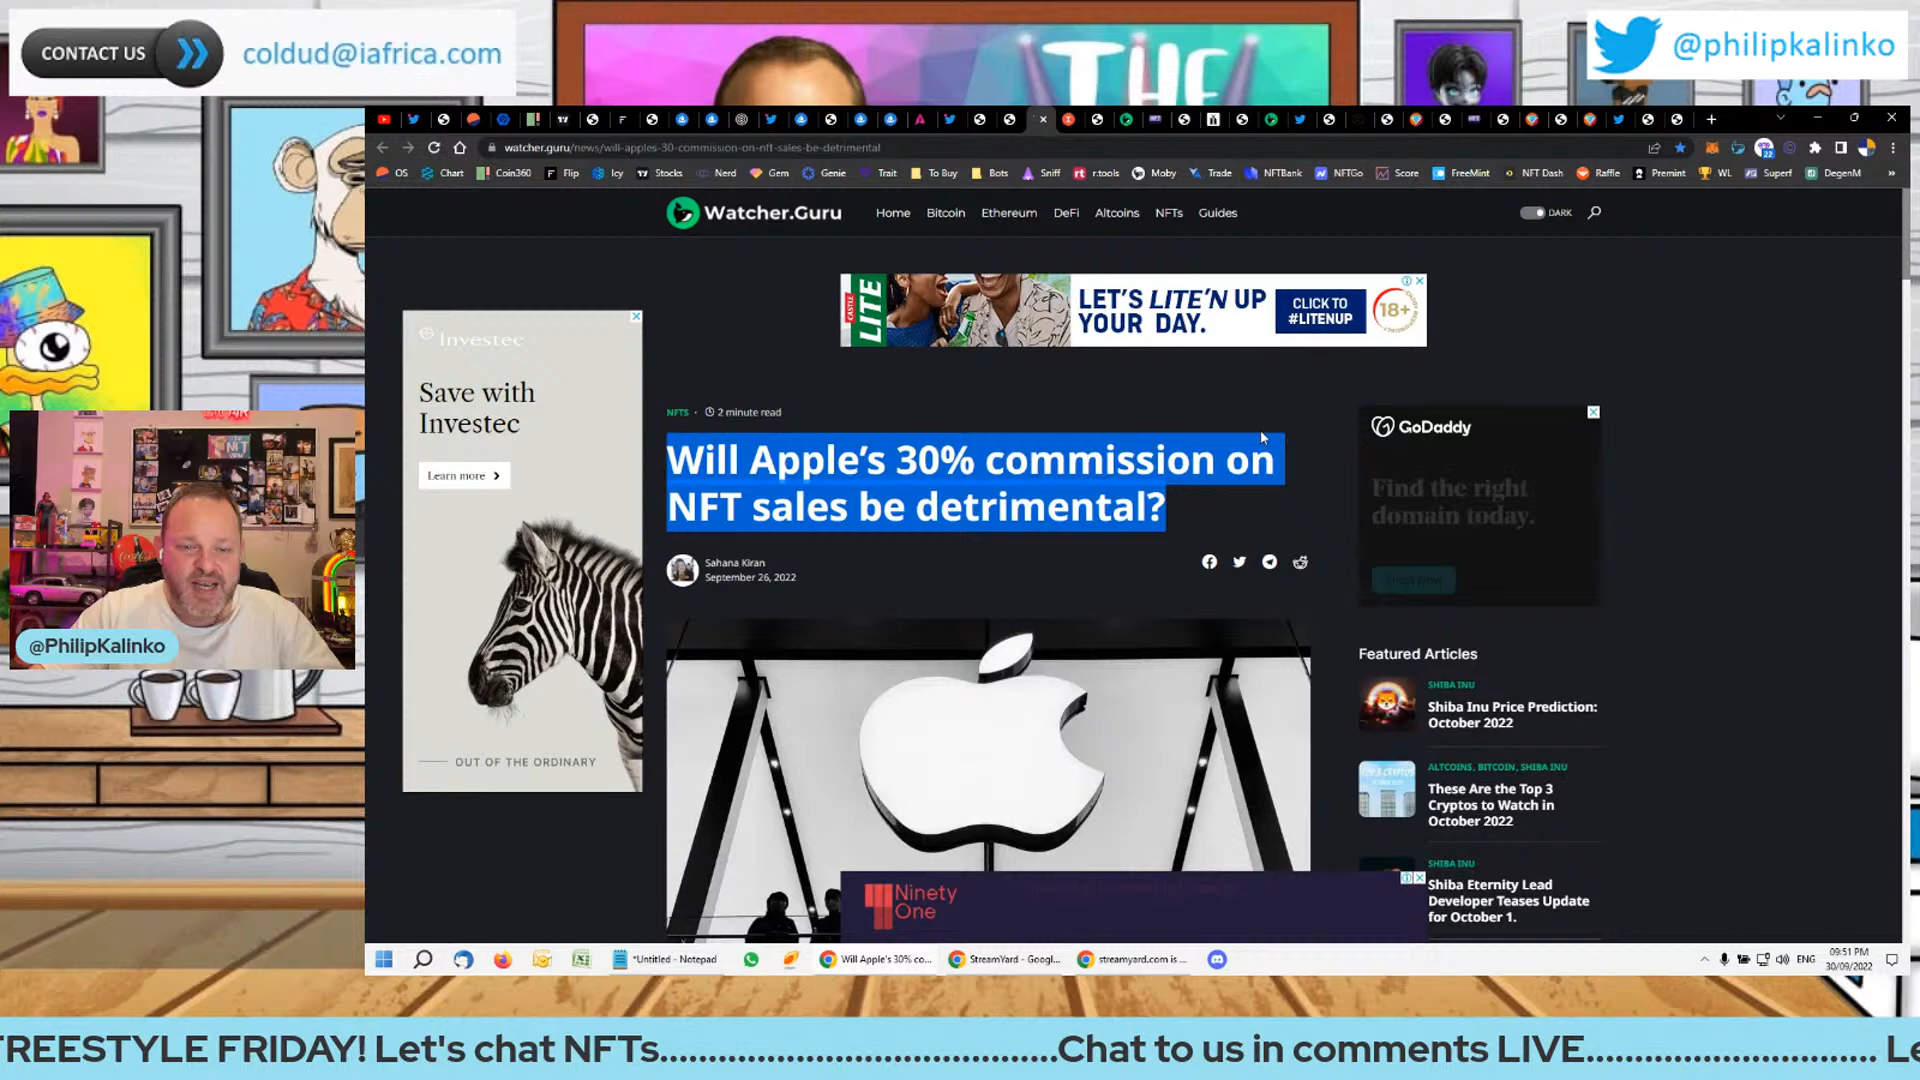 CONTACT US
coldud@iafrica.com
THE
@philipkalinko
watcher.guru/news/will-apples-30-commission-on-nft-sales-be-detrimental
22
OS Chart Coin360 Flip Icy Stocks Nerd Gem Genie Trait To Buy Bots Sniff r.tools Moby Trade NFTBank NFTGo Score FreeMint NFT Dash Raffle Premint WL Superf DegenM »
Watcher.Guru
Home Bitcoin Ethereum DeFi Altcoins NFTs Guides
DARK
CASTLE
LITE
LET'S LITE'N UP
YOUR DAY.
CLICK TO
#LITENUP
18+
Investec
Save with
Investec
Learn more
OUT OF THE ORDINARY
NFTS · 2 minute read
Will Apple's 30% commission on
NFT sales be detrimental?
Sahana Kiran
September 26, 2022
GoDaddy
Find the right
domain today.
Featured Articles
SHIBA INU
Shiba Inu Price Prediction:
October 2022
ALTCOINS, BITCOIN, SHIBA INU
These Are the Top 3
Cryptos to Watch in
October 2022
SHIBA INU
Shiba Eternity Lead
Developer Teases Update
for October 1.
Ninety
One
@PhilipKalinko
*Untitled - Notepad
Will Apple's 30% co...
StreamYard - Googl...
streamyard.com is ...
ENG
09:51 PM
30/09/2022
FREESTYLE FRIDAY! Let's chat NFTs..........................................Chat to us in comments LIVE............................... Le